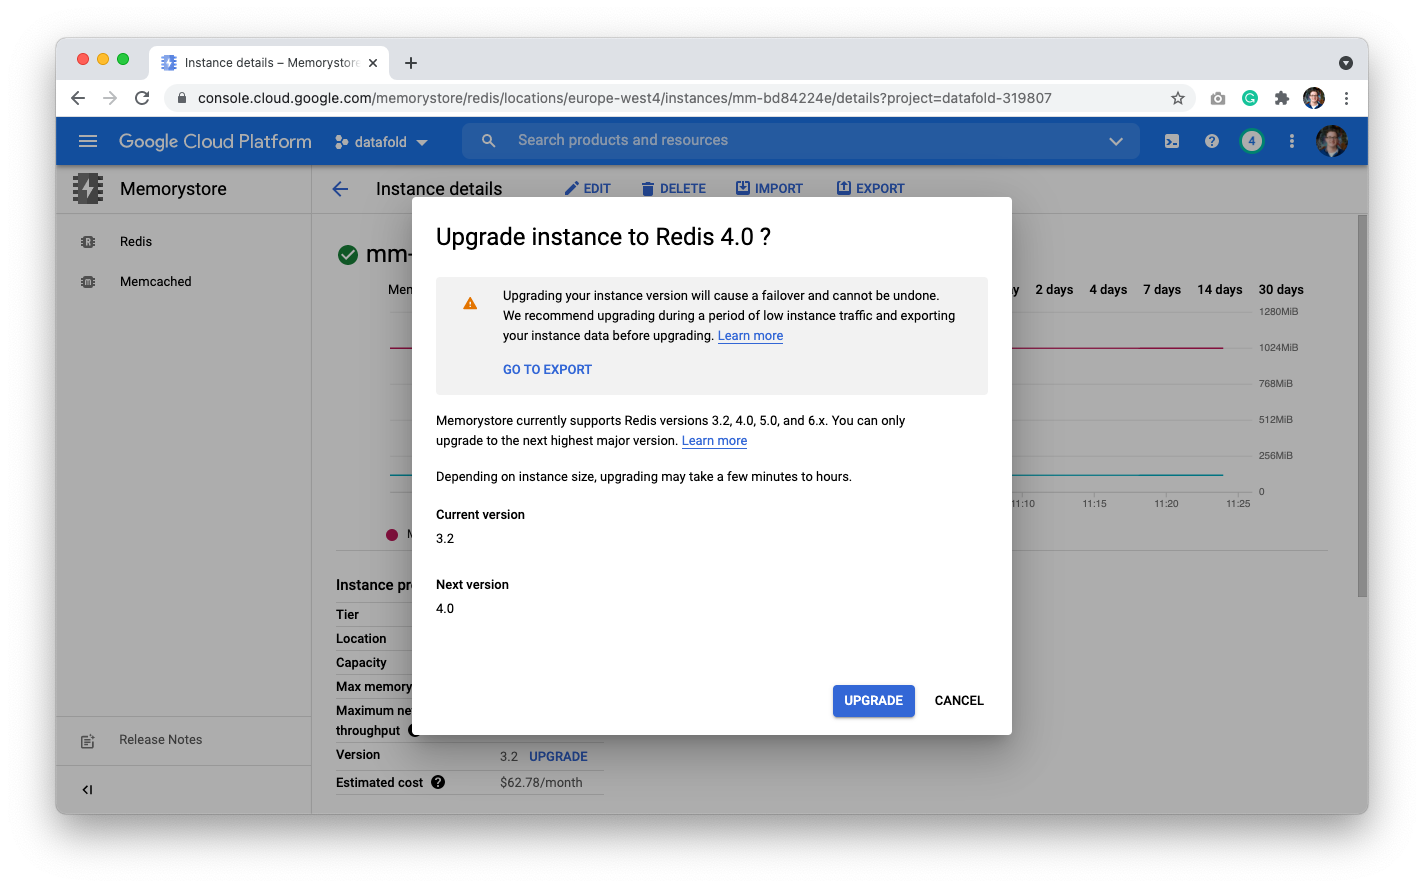 Instance details – Memorystore
console.cloud.google.com/memorystore/redis/locations/europe-west4/instances/mm-bd84224e/details?project=datafold-319807
Google Cloud Platform
datafold
Search products and resources
4
Memorystore
Instance details
EDIT
DELETE
IMPORT
EXPORT
Redis
Memcached
Release Notes
mm-
Upgrade instance to Redis 4.0 ?
Upgrading your instance version will cause a failover and cannot be undone.
We recommend upgrading during a period of low instance traffic and exporting
your instance data before upgrading. Learn more
GO TO EXPORT
Memorystore currently supports Redis versions 3.2, 4.0, 5.0, and 6.x. You can only
upgrade to the next highest major version. Learn more
Depending on instance size, upgrading may take a few minutes to hours.
Current version
3.2
Next version
4.0
UPGRADE
CANCEL
2 days
4 days
7 days
14 days
30 days
1280MiB
1024MiB
768MiB
512MiB
256MiB
0
11:10
11:15
11:20
11:25
Instance pr
Tier
Location
Capacity
Max memory
Maximum ne
throughput
Version 3.2 UPGRADE
Estimated cost ? $62.78/month